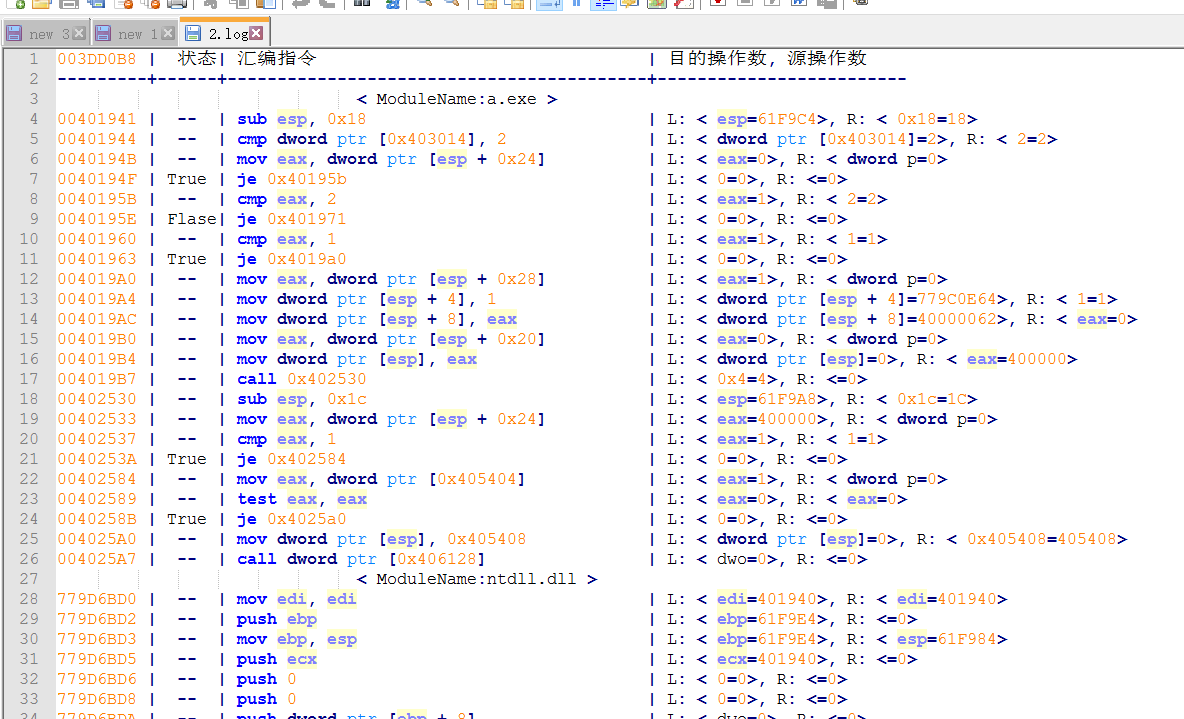 new 3 new 1 2.log
1 003DD0B8 | 状态| 汇编指令 | 目的操作数, 源操作数
2 ---------+------+------------------------------------------+-------------------------
3 < ModuleName:a.exe >
4 00401941 | -- | sub esp, 0x18 | L: < esp=61F9C4>, R: < 0x18=18>
5 00401944 | -- | cmp dword ptr [0x403014], 2 | L: < dword ptr [0x403014]=2>, R: < 2=2>
6 0040194B | -- | mov eax, dword ptr [esp + 0x24] | L: < eax=0>, R: < dword p=0>
7 0040194F | True | je 0x40195b | L: < 0=0>, R: <=0>
8 0040195B | -- | cmp eax, 2 | L: < eax=1>, R: < 2=2>
9 0040195E | Flase| je 0x401971 | L: < 0=0>, R: <=0>
10 00401960 | -- | cmp eax, 1 | L: < eax=1>, R: < 1=1>
11 00401963 | True | je 0x4019a0 | L: < 0=0>, R: <=0>
12 004019A0 | -- | mov eax, dword ptr [esp + 0x28] | L: < eax=1>, R: < dword p=0>
13 004019A4 | -- | mov dword ptr [esp + 4], 1 | L: < dword ptr [esp + 4]=779C0E64>, R: < 1=1>
14 004019AC | -- | mov dword ptr [esp + 8], eax | L: < dword ptr [esp + 8]=40000062>, R: < eax=0>
15 004019B0 | -- | mov eax, dword ptr [esp + 0x20] | L: < eax=0>, R: < dword p=0>
16 004019B4 | -- | mov dword ptr [esp], eax | L: < dword ptr [esp]=0>, R: < eax=400000>
17 004019B7 | -- | call 0x402530 | L: < 0x4=4>, R: <=0>
18 00402530 | -- | sub esp, 0x1c | L: < esp=61F9A8>, R: < 0x1c=1C>
19 00402533 | -- | mov eax, dword ptr [esp + 0x24] | L: < eax=400000>, R: < dword p=0>
20 00402537 | -- | cmp eax, 1 | L: < eax=1>, R: < 1=1>
21 0040253A | True | je 0x402584 | L: < 0=0>, R: <=0>
22 00402584 | -- | mov eax, dword ptr [0x405404] | L: < eax=1>, R: < dword p=0>
23 00402589 | -- | test eax, eax | L: < eax=0>, R: < eax=0>
24 0040258B | True | je 0x4025a0 | L: < 0=0>, R: <=0>
25 004025A0 | -- | mov dword ptr [esp], 0x405408 | L: < dword ptr [esp]=0>, R: < 0x405408=405408>
26 004025A7 | -- | call dword ptr [0x406128] | L: < dwo=0>, R: <=0>
27 < ModuleName:ntdll.dll >
28 779D6BD0 | -- | mov edi, edi | L: < edi=401940>, R: < edi=401940>
29 779D6BD2 | -- | push ebp | L: < ebp=61F9E4>, R: <=0>
30 779D6BD3 | -- | mov ebp, esp | L: < ebp=61F9E4>, R: < esp=61F984>
31 779D6BD5 | -- | push ecx | L: < ecx=401940>, R: <=0>
32 779D6BD6 | -- | push 0 | L: < 0=0>, R: <=0>
33 779D6BD8 | -- | push 0 | L: < 0=0>, R: <=0>
34 779D6BDA | -- | push dword ptr [ebp + 8] | L: < dwo=0>, R: <=0>